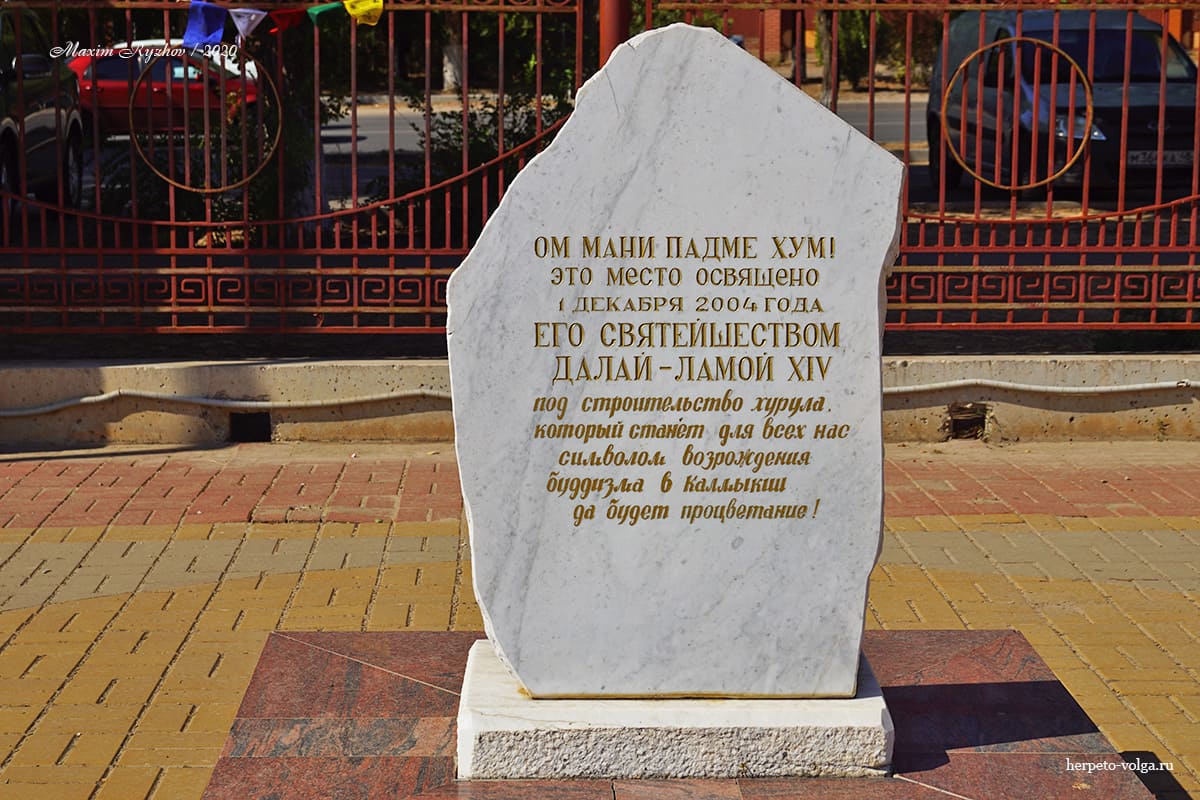 Maxim Ryzhov / 2020
ОМ МАНИ ПАДМЕ ХУМ!
ЭТО МЕСТО ОСВЯЩЕНО
1 ДЕКАБРЯ 2004 ГОДА
ЕГО СВЯТЕЙШЕСТВОМ
ДАЛАЙ-ЛАМОЙ XIV
под строительство хурула.
который станет для всех нас
символом возрождения
буддизма в Калмыкии
да будет процветание!
herpeto-volga.ru